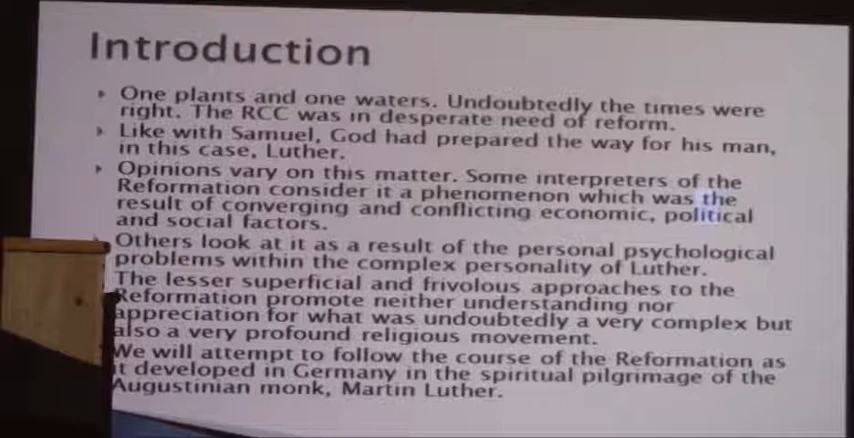 Introduction
One plants and one waters. Undoubtedly the times were
right. The RCC was in desperate need of reform.
Like with Samuel, God had prepared the way for his man,
in this case, Luther.
Opinions vary on this matter. Some interpreters of the
Reformation consider it a phenomenon which was the
result of converging and conflicting economic, political
and social factors.
Others look at it as a result of the personal psychological
problems within the complex personality of Luther.
The lesser superficial and frivolous approaches to the
Reformation promote neither understanding nor
appreciation for what was undoubtedly a very complex but
also a very profound religious movement.
We will attempt to follow the course of the Reformation as
it developed in Germany in the spiritual pilgrimage of the
Augustinian monk, Martin Luther.